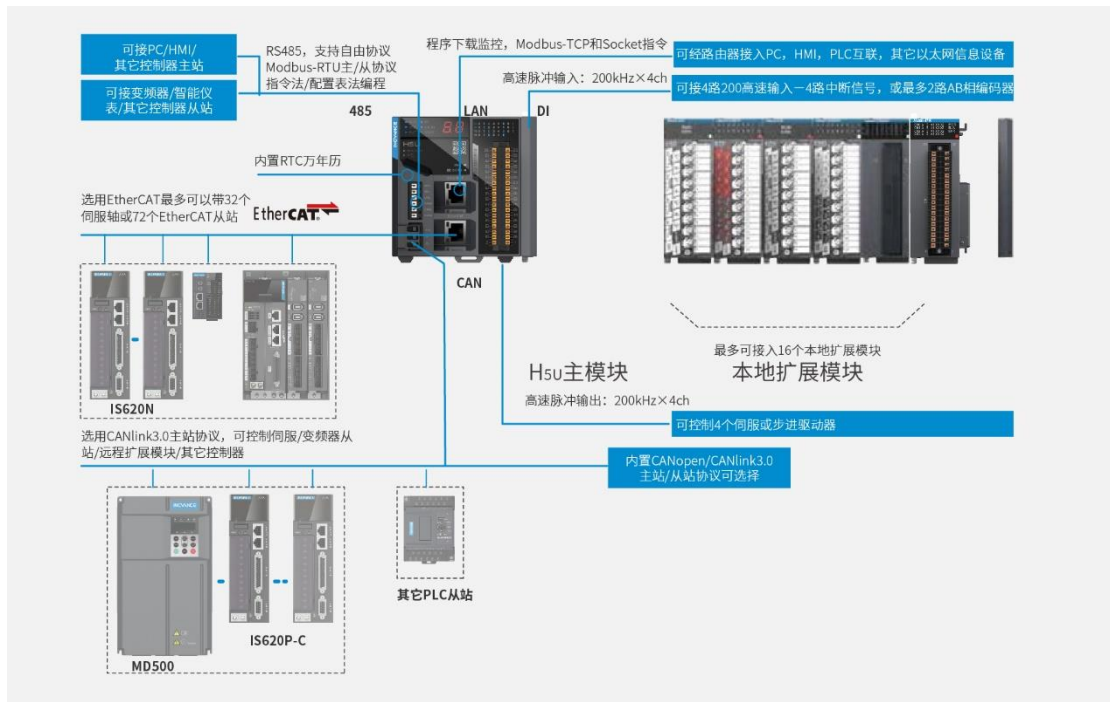 可接PC/HMI/
其它控制器主站
可接变频器/智能仪
表/其它控制器从站
RS485，支持自由协议
Modbus-RTU主/从协议
指令法/配置表法编程
485
程序下载监控，Modbus-TCP和Socket指令
高速脉冲输入：200kHz×4ch
LAN
DI
可经路由器接入PC，HMI，PLC互联，其它以太网信息设备
可接4路200高速输入－4路中断信号，或最多2路AB相编码器
内置RTC万年历
选用EtherCAT最多可以带32个
伺服轴或72个EtherCAT从站
EtherCAT
INOVANCE
CAN
IS620N
最多可接入16个本地扩展模块
H5U主模块
本地扩展模块
高速脉冲输出：200kHz×4ch
可控制4个伺服或步进驱动器
选用CANlink3.0主站协议，可控制伺服/变频器从
站/远程扩展模块/其它控制器
内置CANopen/CANlink3.0
主站/从站协议可选择
INOVANCE
MD500
IS620P-C
其它PLC从站